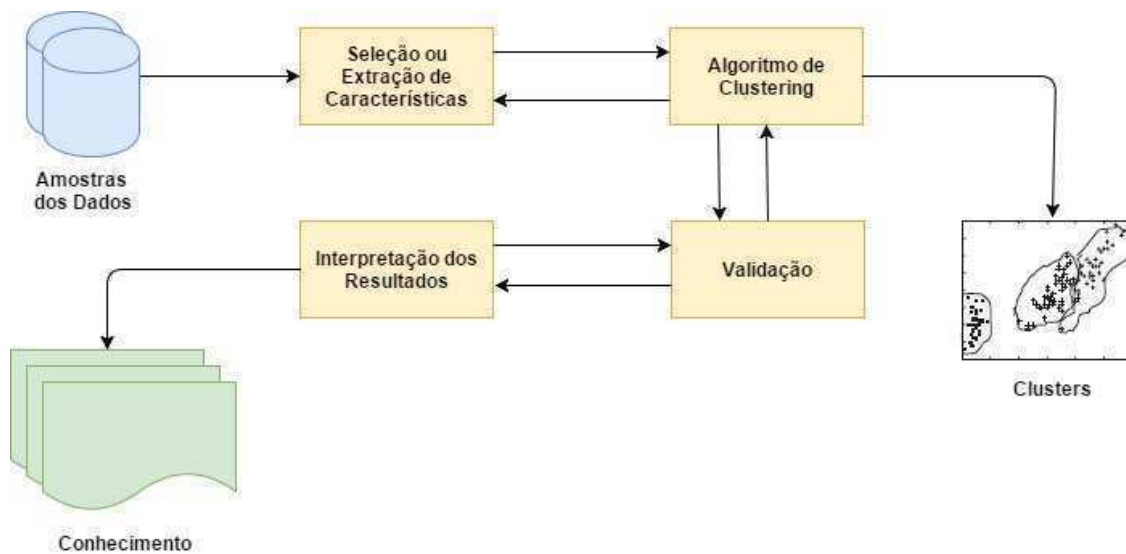 Seleção ou
Extração de
Características
Algoritmo de
Clustering
Amostras
dos Dados
Interpretação dos
Resultados
Validação
Clusters
Conhecimento